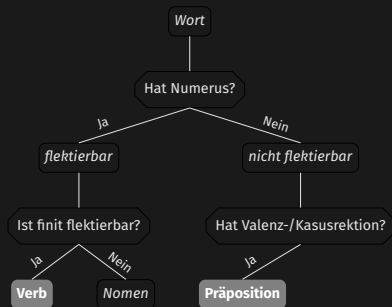 Wort
Hat Numerus?
Ja
Nein
flektierbar
nicht flektierbar
Ist finit flektierbar?
Hat Valenz-/Kasusrektion?
Ja
Nein
Ja
Verb
Nomen
Präposition